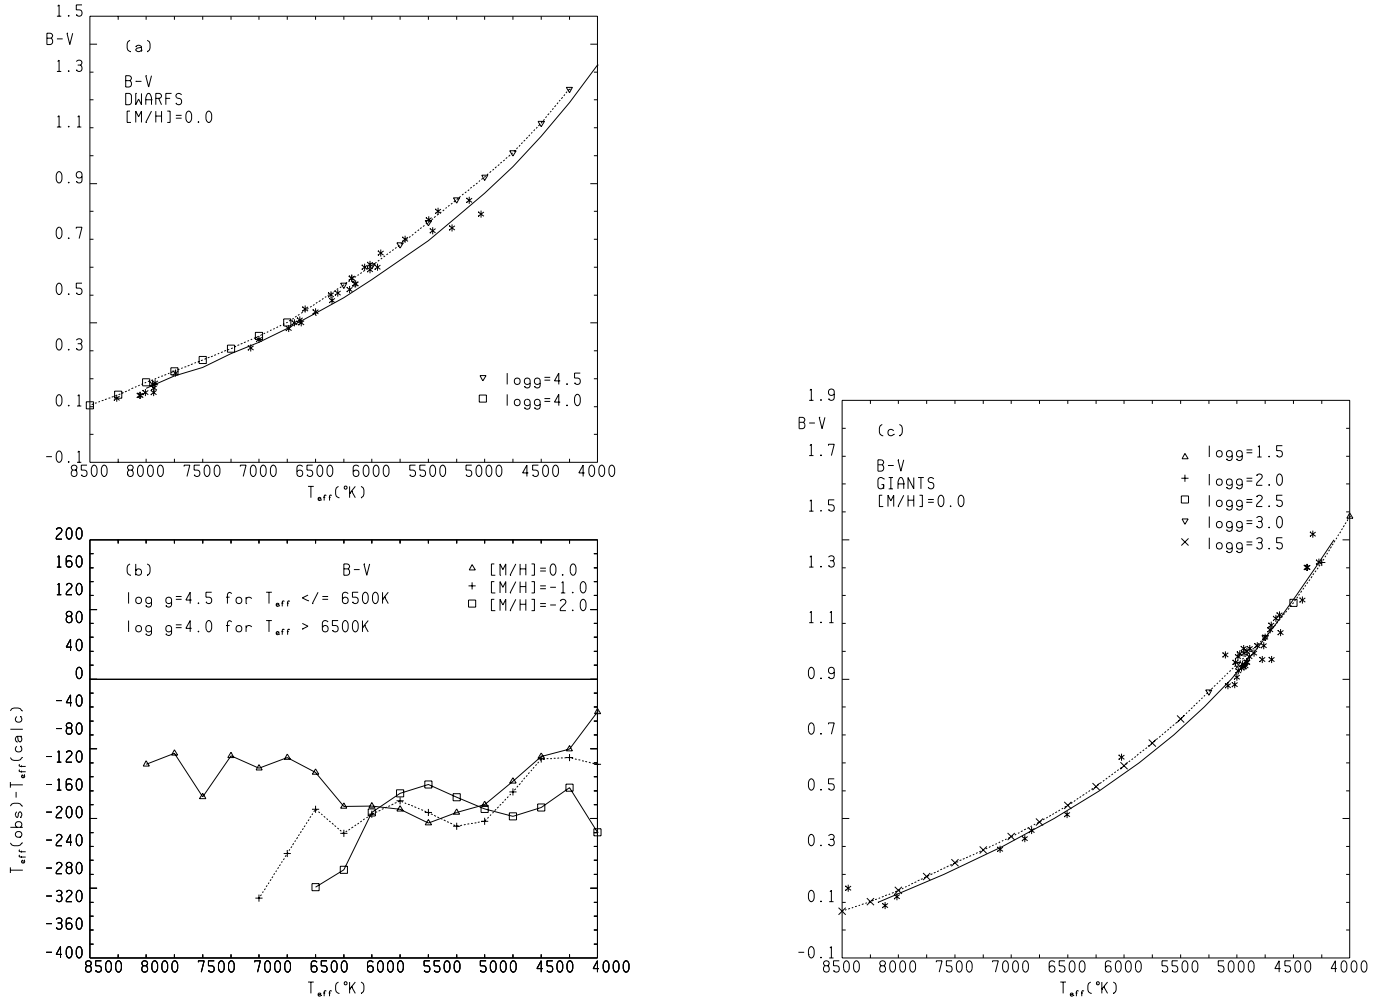 1.5
B-V
1.3
1.1
0.9
0.7
0.5
0.3
0.1
-0.1
(a)
B-V
DWARFS
[M/H]=0.0
logg=4.5
logg=4.0
8500 8000 7500 7000 6500 6000 5500 5000 4500 4000
Teff(°K)
200
160
120
80
40
0
-40
-80
-120
-160
-200
-240
-280
-320
-360
-400
Teff(obs)-Teff(calc)
(b) B-V
log g=4.5 for Teff </= 6500K
log g=4.0 for Teff > 6500K
[M/H]=0.0
[M/H]=-1.0
[M/H]=-2.0
8500 8000 7500 7000 6500 6000 5500 5000 4500 4000
Teff(°K)
1.9
B-V
1.7
1.5
1.3
1.1
0.9
0.7
0.5
0.3
0.1
-0.1
(c)
B-V
GIANTS
[M/H]=0.0
logg=1.5
logg=2.0
logg=2.5
logg=3.0
logg=3.5
8500 8000 7500 7000 6500 6000 5500 5000 4500 4000
Teff(°K)